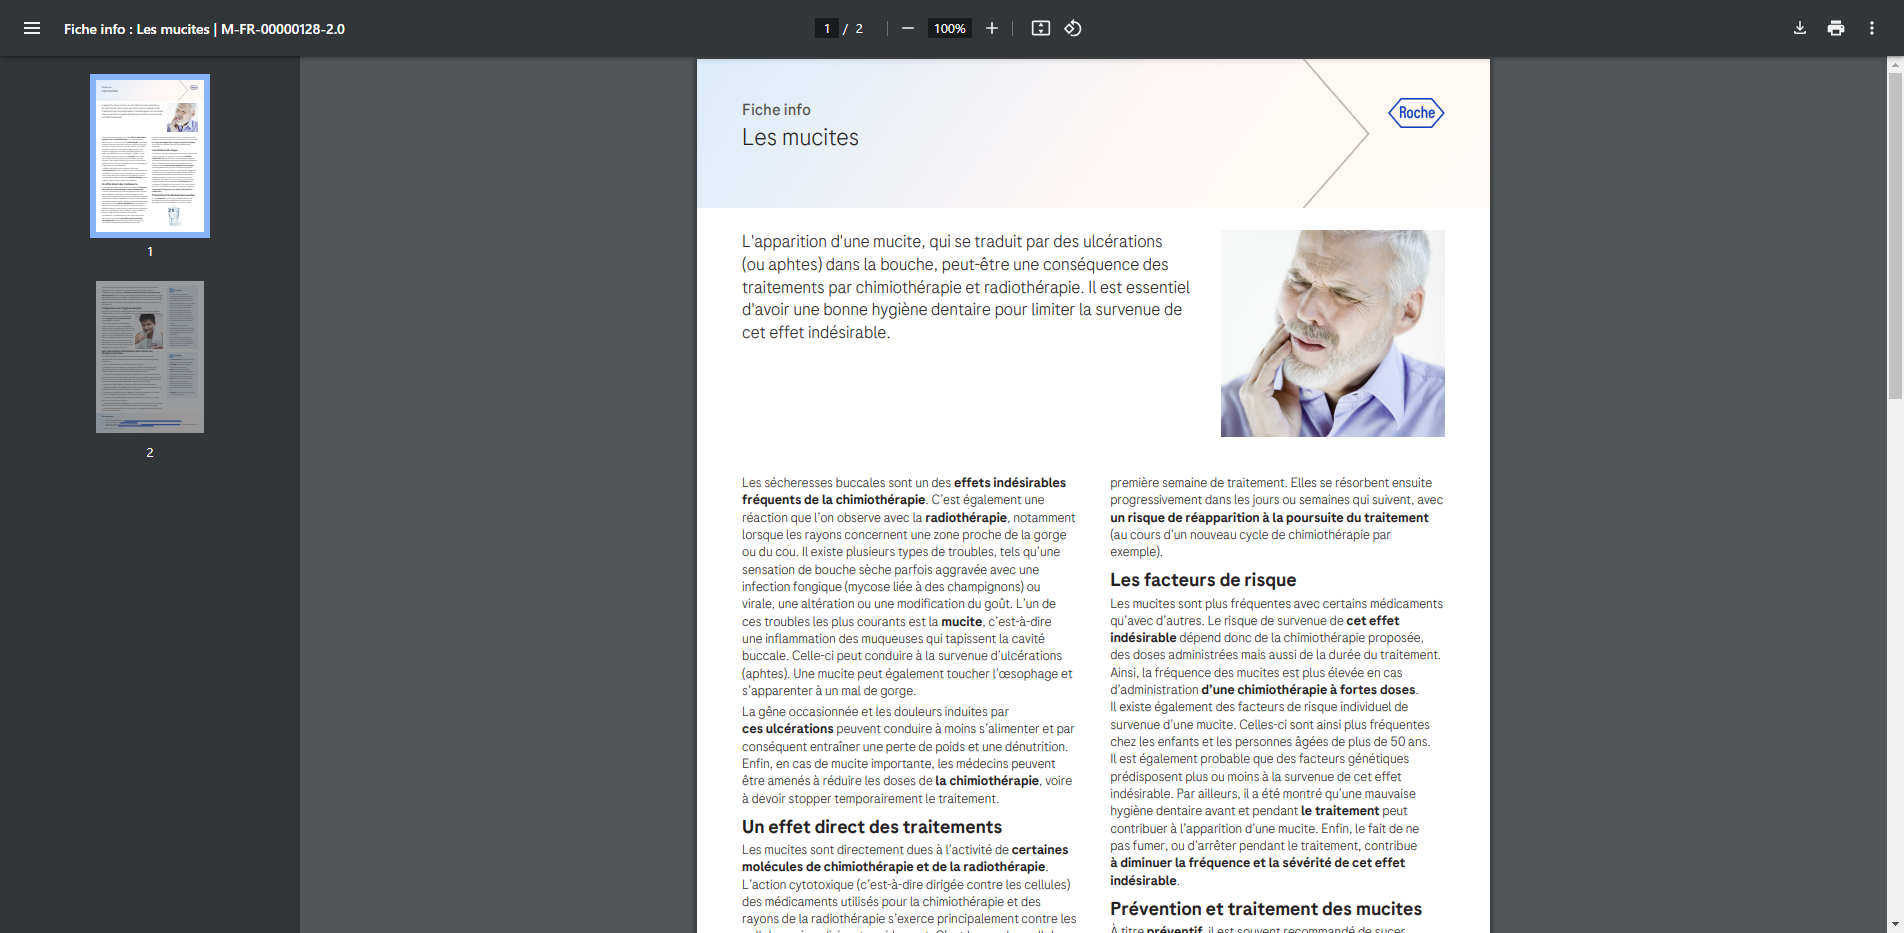 Fiche info : Les mucites | M-FR-00000128-2.0
1 / 2
100%
1
2
Fiche info
Les mucites
Roche
L'apparition d'une mucite, qui se traduit par des ulcérations
(ou aphtes) dans la bouche, peut-être une conséquence des
traitements par chimiothérapie et radiothérapie. Il est essentiel
d'avoir une bonne hygiène dentaire pour limiter la survenue de
cet effet indésirable.
Les sécheresses buccales sont un des effets indésirables
fréquents de la chimiothérapie. C'est également une
réaction que l'on observe avec la radiothérapie, notamment
lorsque les rayons concernent une zone proche de la gorge
ou du cou. Il existe plusieurs types de troubles, tels qu'une
sensation de bouche sèche parfois aggravée avec une
infection fongique (mycose liée à des champignons) ou
virale, une altération ou une modification du goût. L'un de
ces troubles les plus courants est la mucite, c'est-à-dire
une inflammation des muqueuses qui tapissent la cavité
buccale. Celle-ci peut conduire à la survenue d'ulcérations
(aphtes). Une mucite peut également toucher l'œsophage et
s'apparenter à un mal de gorge.
La gêne occasionnée et les douleurs induites par
ces ulcérations peuvent conduire à moins s'alimenter et par
conséquent entraîner une perte de poids et une dénutrition.
Enfin, en cas de mucite importante, les médecins peuvent
être amenés à réduire les doses de la chimiothérapie, voire
à devoir stopper temporairement le traitement.
Un effet direct des traitements
Les mucites sont directement dues à l'activité de certaines
molécules de chimiothérapie et de la radiothérapie.
L'action cytotoxique (c'est-à-dire dirigée contre les cellules)
des médicaments utilisés pour la chimiothérapie et des
rayons de la radiothérapie s'exerce principalement contre les
première semaine de traitement. Elles se résorbent ensuite
progressivement dans les jours ou semaines qui suivent, avec
un risque de réapparition à la poursuite du traitement
(au cours d'un nouveau cycle de chimiothérapie par
exemple).
Les facteurs de risque
Les mucites sont plus fréquentes avec certains médicaments
qu'avec d'autres. Le risque de survenue de cet effet
indésirable dépend donc de la chimiothérapie proposée,
des doses administrées mais aussi de la durée du traitement.
Ainsi, la fréquence des mucites est plus élevée en cas
d'administration d'une chimiothérapie à fortes doses.
Il existe également des facteurs de risque individuel de
survenue d'une mucite. Celles-ci sont ainsi plus fréquentes
chez les enfants et les personnes âgées de plus de 50 ans.
Il est également probable que des facteurs génétiques
prédisposent plus ou moins à la survenue de cet effet
indésirable. Par ailleurs, il a été montré qu'une mauvaise
hygiène dentaire avant et pendant le traitement peut
contribuer à l'apparition d'une mucite. Enfin, le fait de ne
pas fumer, ou d'arrêter pendant le traitement, contribue
à diminuer la fréquence et la sévérité de cet effet
indésirable.
Prévention et traitement des mucites
À titre préventif, il est souvent recommandé de sucer